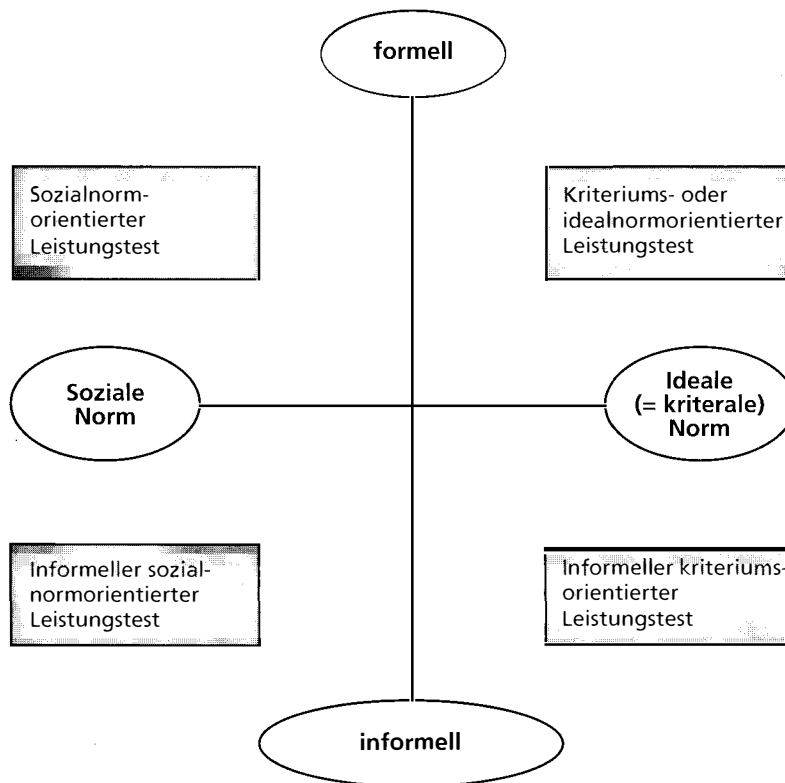 formell
Sozialnorm-
orientierter
Leistungstest
Kriteriums- oder
idealnormorientierter
Leistungstest
Soziale
Norm
Ideale
(= kriterale)
Norm
Informeller sozial-
normorientierter
Leistungstest
Informeller kriteriums-
orientierter
Leistungstest
informell